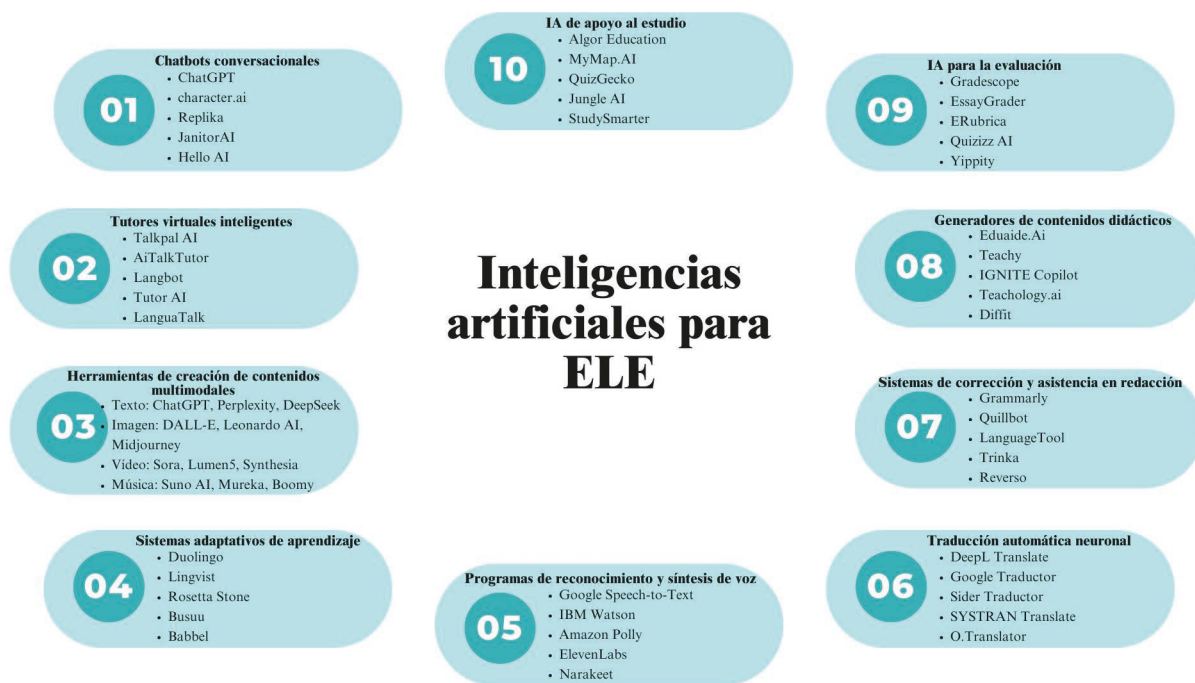 Inteligencias
artificiales para
ELE
01
Chatbots conversacionales
• ChatGPT
• character.ai
• Replika
• JanitorAI
• Hello AI
02
Tutores virtuales inteligentes
• Talkpal AI
• AiTalkTutor
• Langbot
• Tutor AI
• LanguaTalk
03
Herramientas de creación de contenidos
multimodales
• Texto: ChatGPT, Perplexity, DeepSeek
• Imagen: DALL-E, Leonardo AI,
Midjourney
• Vídeo: Sora, Lumen5, Synthesia
• Música: Suno AI, Mureka, Boomy
04
Sistemas adaptativos de aprendizaje
• Duolingo
• Lingvist
• Rosetta Stone
• Busuu
• Babbel
05
Programas de reconocimiento y síntesis de voz
• Google Speech-to-Text
• IBM Watson
• Amazon Polly
• ElevenLabs
• Narakeet
06
Traducción automática neuronal
• DeepL Translate
• Google Traductor
• Sider Traductor
• SYSTRAN Translate
• O.Translator
07
Sistemas de corrección y asistencia en redacción
• Grammarly
• Quillbot
• LanguageTool
• Trinka
• Reverso
08
Generadores de contenidos didácticos
• Eduaide.Ai
• Teachy
• IGNITE Copilot
• Teachology.ai
• Diffit
09
IA para la evaluación
• Gradescope
• EssayGrader
• ERubrica
• Quizizz AI
• Yippity
10
IA de apoyo al estudio
• Algor Education
• MyMap.AI
• QuizGecko
• Jungle AI
• StudySmarter